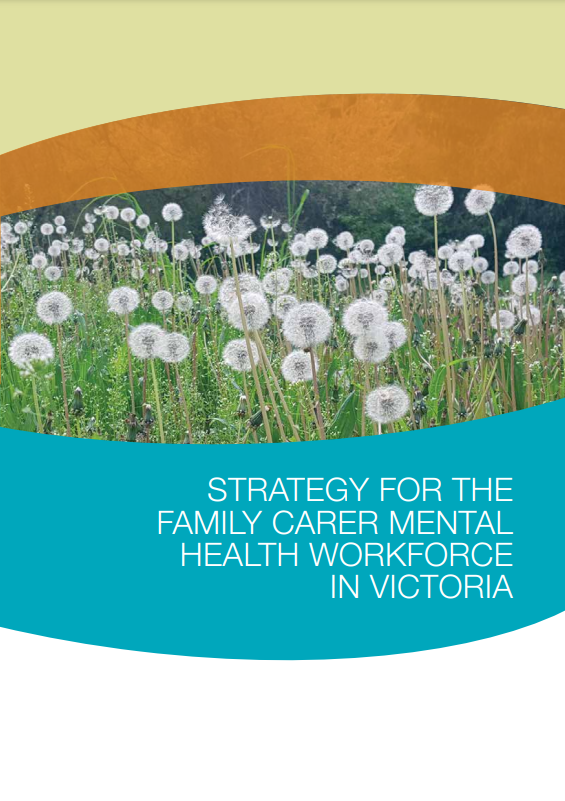 STRATEGY FOR THE
FAMILY CARER MENTAL
HEALTH WORKFORCE
IN VICTORIA